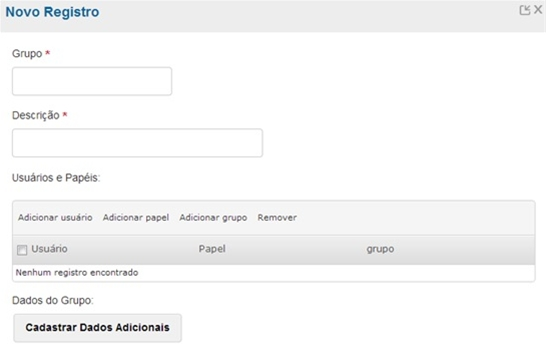 Novo Registro
Grupo *
Descrição *
Usuários e Papéis:
Adicionar usuário Adicionar papel Adicionar grupo Remover
Usuário Papel grupo
Nenhum registro encontrado
Dados do Grupo:
Cadastrar Dados Adicionais